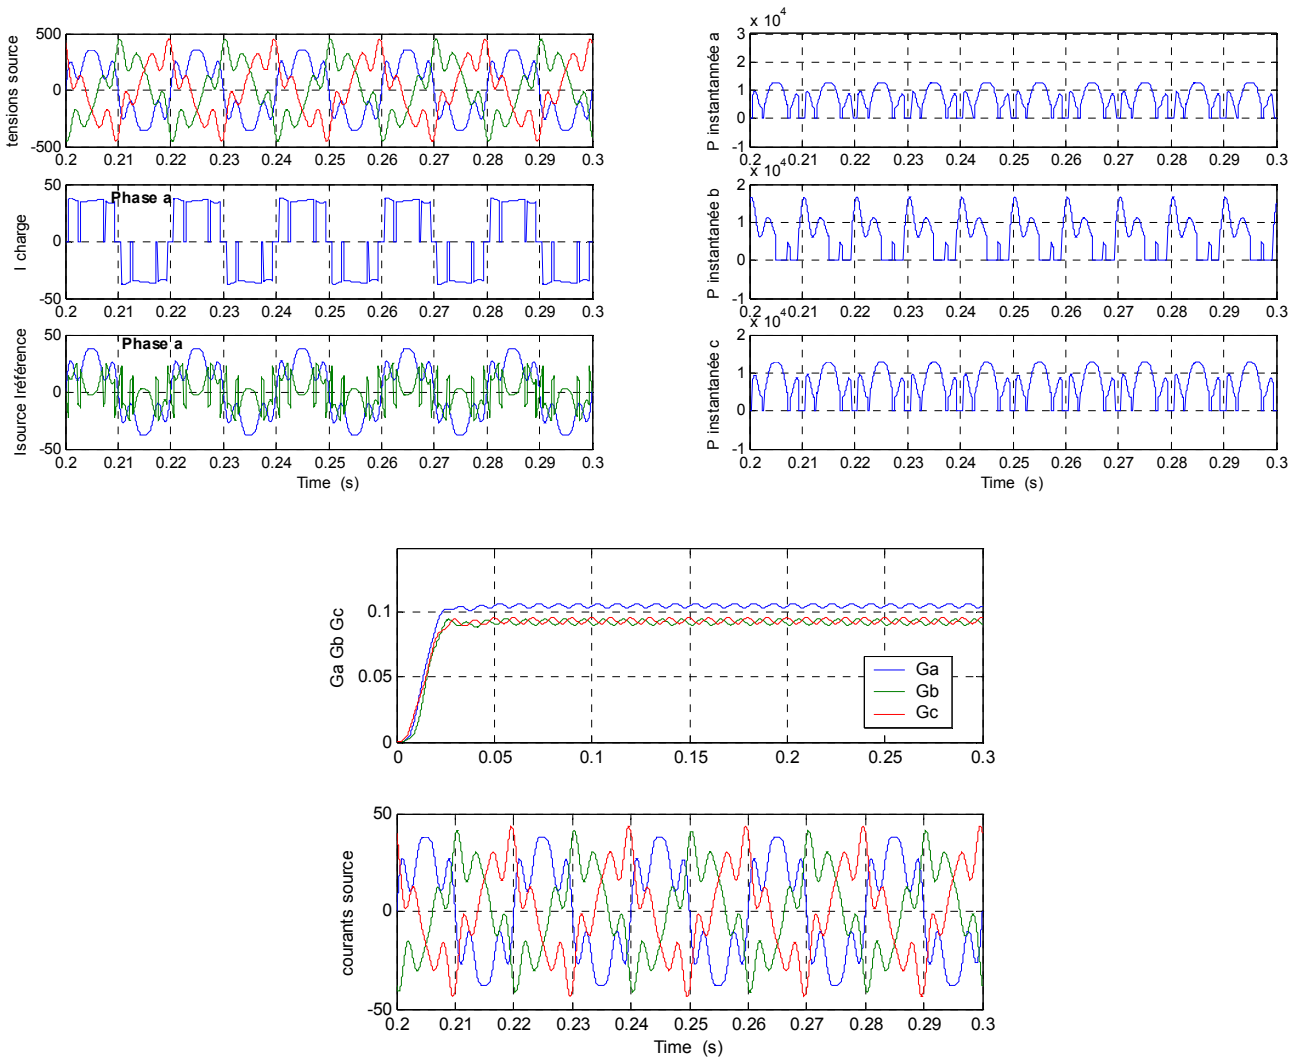 tensions source
500
0
-500
0.2 0.21 0.22 0.23 0.24 0.25 0.26 0.27 0.28 0.29 0.3
I charge
50
0
-50
Phase a
0.2 0.21 0.22 0.23 0.24 0.25 0.26 0.27 0.28 0.29 0.3
Isource Iréférence
50
0
-50
Phase a
0.2 0.21 0.22 0.23 0.24 0.25 0.26 0.27 0.28 0.29 0.3
Time (s)
P instantannée a
x 10^4
3
2
1
0
-1
0.2 0.21 0.22 0.23 0.24 0.25 0.26 0.27 0.28 0.29 0.3
P instantanée b
x 10^4
2
1
0
-1
0.2 0.21 0.22 0.23 0.24 0.25 0.26 0.27 0.28 0.29 0.3
P instantanée c
x 10^4
2
1
0
-1
0.2 0.21 0.22 0.23 0.24 0.25 0.26 0.27 0.28 0.29 0.3
Time (s)
Ga Gb Gc
0.1
0.05
0
Ga
Gb
Gc
0 0.05 0.1 0.15 0.2 0.25 0.3
courants source
50
0
-50
0.2 0.21 0.22 0.23 0.24 0.25 0.26 0.27 0.28 0.29 0.3
Time (s)